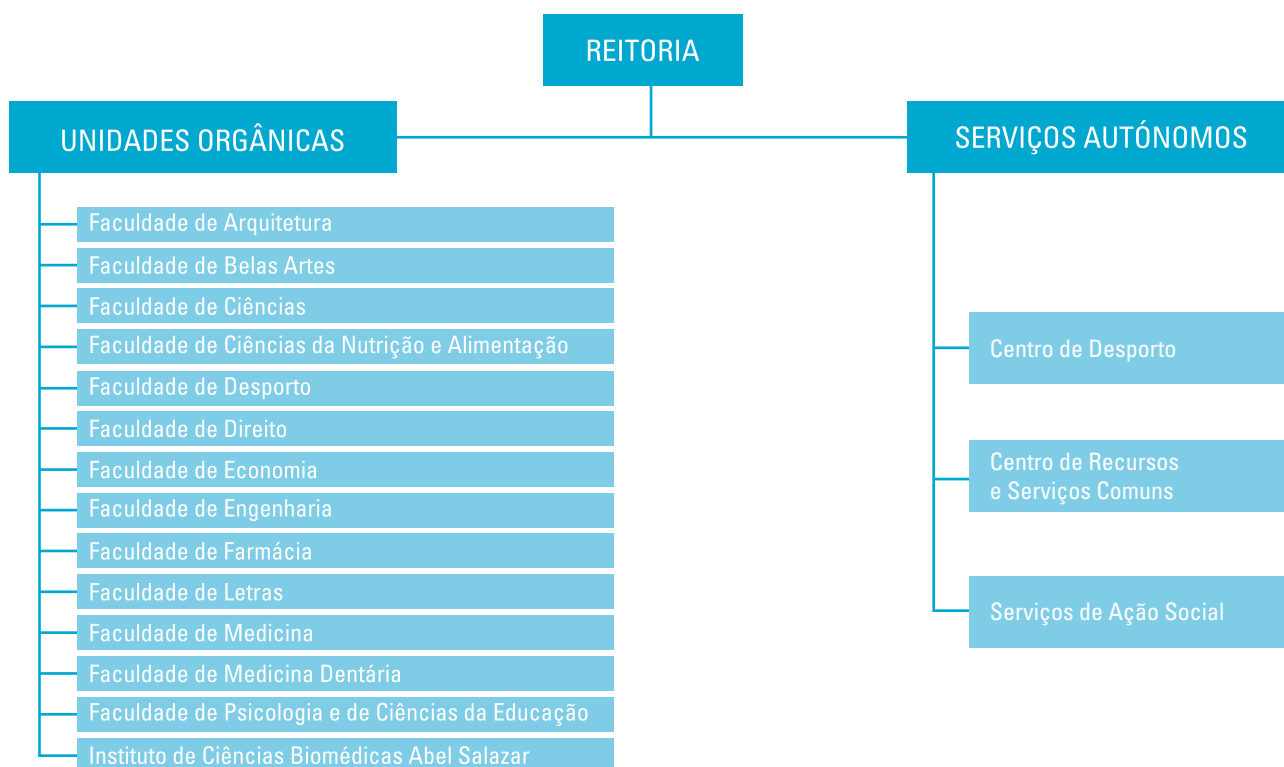 REITORIA
UNIDADES ORGÂNICAS
SERVIÇOS AUTÓNOMOS
Faculdade de Arquitetura
Faculdade de Belas Artes
Faculdade de Ciências
Faculdade de Ciências da Nutrição e Alimentação
Faculdade de Desporto
Faculdade de Direito
Faculdade de Economia
Faculdade de Engenharia
Faculdade de Farmácia
Faculdade de Letras
Faculdade de Medicina
Faculdade de Medicina Dentária
Faculdade de Psicologia e de Ciências da Educação
Instituto de Ciências Biomédicas Abel Salazar
Centro de Desporto
Centro de Recursos
e Serviços Comuns
Serviços de Ação Social